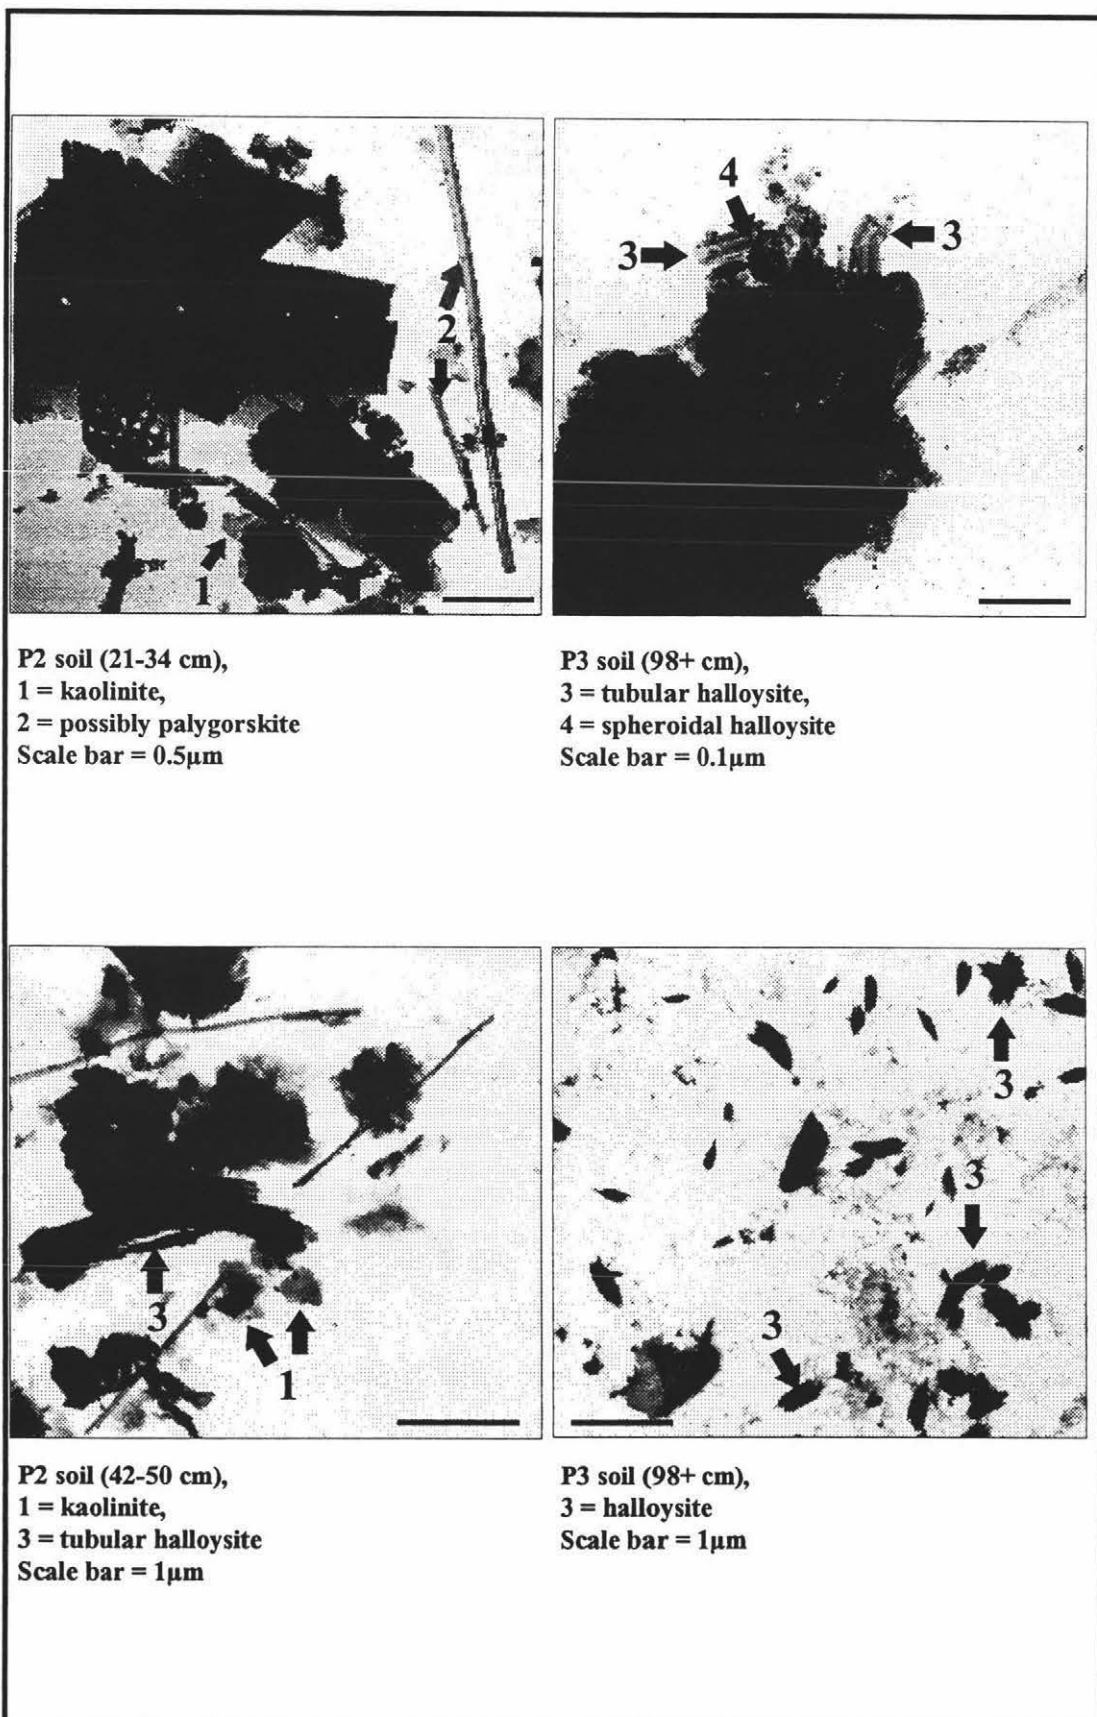 4
3
3
2
1
P2 soil (21-34 cm),
1 = kaolinite,
2 = possibly palygorskite
Scale bar = 0.5µm
P3 soil (98+ cm),
3 = tubular halloysite,
4 = spheroidal halloysite
Scale bar = 0.1µm
3
1
3
3
3
P2 soil (42-50 cm),
1 = kaolinite,
3 = tubular halloysite
Scale bar = 1µm
P3 soil (98+ cm),
3 = halloysite
Scale bar = 1µm